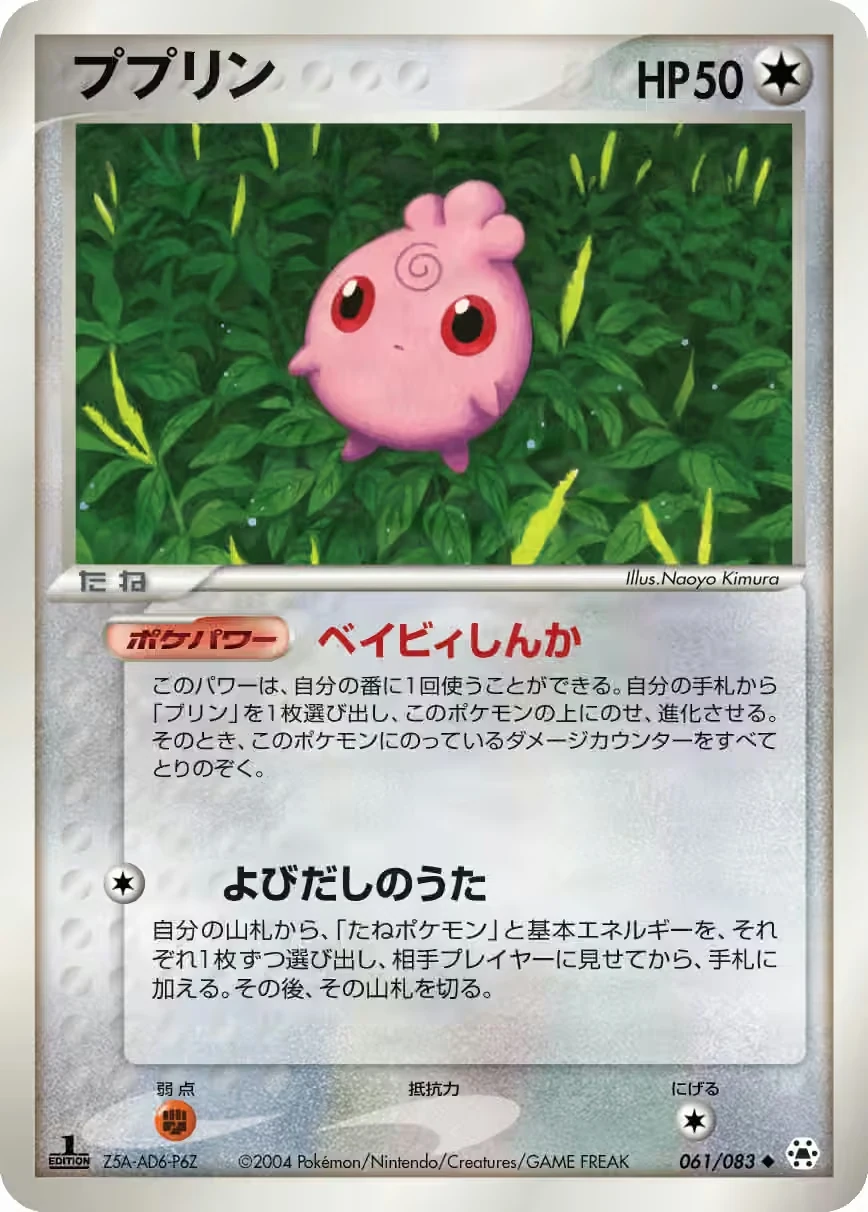 ププリン HP50
たね
Illus.Naoyo Kimura
ポケパワー ベイビィしんか
このパワーは、自分の番に1回使うことができる。自分の手札から
「プリン」を1枚選び出し、このポケモンの上にのせ、進化させる。
そのとき、このポケモンにのっているダメージカウンターをすべて
とりのぞく。
よびだしのうた
自分の山札から、「たねポケモン」と基本エネルギーを、それ
ぞれ1枚ずつ選び出し、相手プレイヤーに見せてから、手札に
加える。その後、その山札を切る。
弱点 抵抗力 にげる
1 EDITION Z5A-AD6-P6Z ©2004 Pokémon/Nintendo/Creatures/GAME FREAK 061/083 ◆